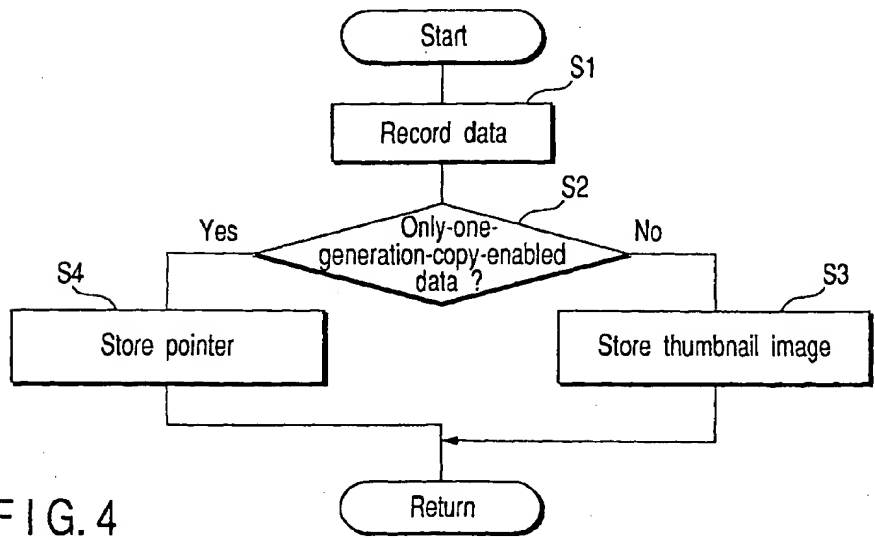 Start
S1
Record data
S2
Yes
Only-one-
generation-copy-enabled
data ?
No
S4
S3
Store pointer
Store thumbnail image
Return
FIG. 4